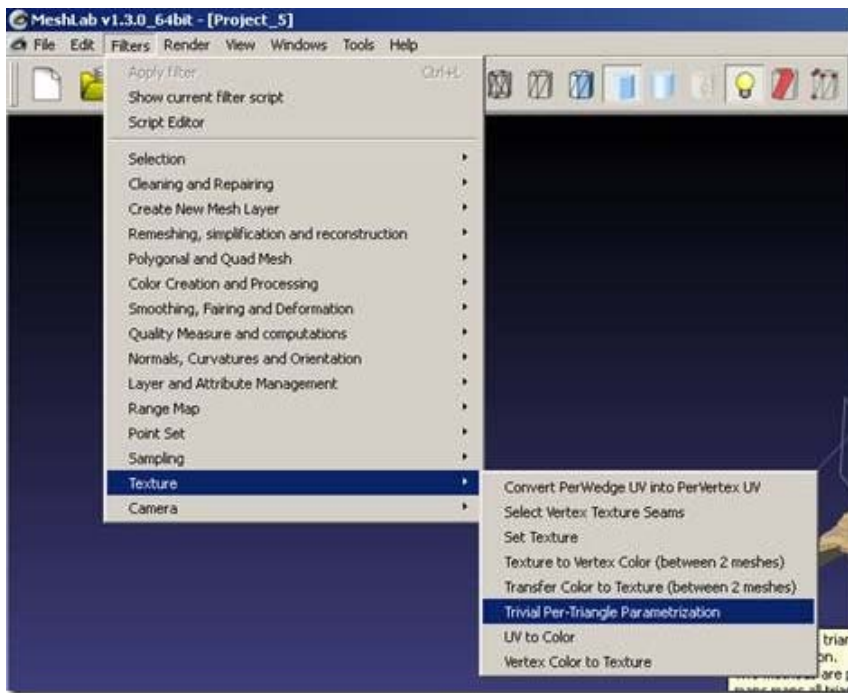 MeshLab v1.3.0_64bit - [Project_5]
File Edit Filters Render View Windows Tools Help
Apply filter Ctrl+L
Show current filter script
Script Editor
Selection
Cleaning and Repairing
Create New Mesh Layer
Remeshing, simplification and reconstruction
Polygonal and Quad Mesh
Color Creation and Processing
Smoothing, Fairing and Deformation
Quality Measure and computations
Normals, Curvatures and Orientation
Layer and Attribute Management
Range Map
Point Set
Sampling
Texture
Camera
Convert PerWedge UV into PerVertex UV
Select Vertex Texture Seams
Set Texture
Texture to Vertex Color (between 2 meshes)
Transfer Color to Texture (between 2 meshes)
Trivial Per-Triangle Parametrization
UV to Color
Vertex Color to Texture